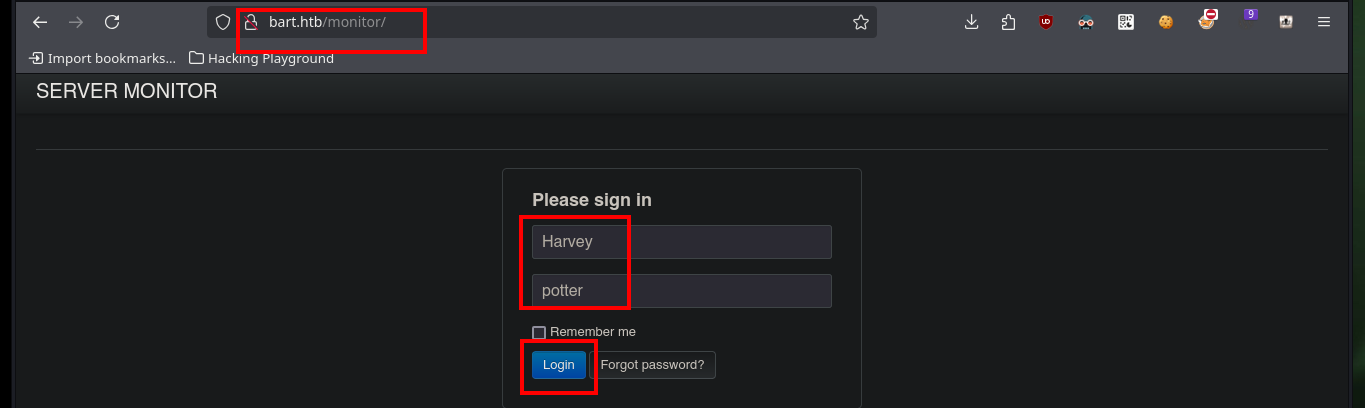 bart.htb/monitor/
9
Import bookmarks... Hacking Playground
SERVER MONITOR
Please sign in
Harvey
potter
Remember me
Login Forgot password?